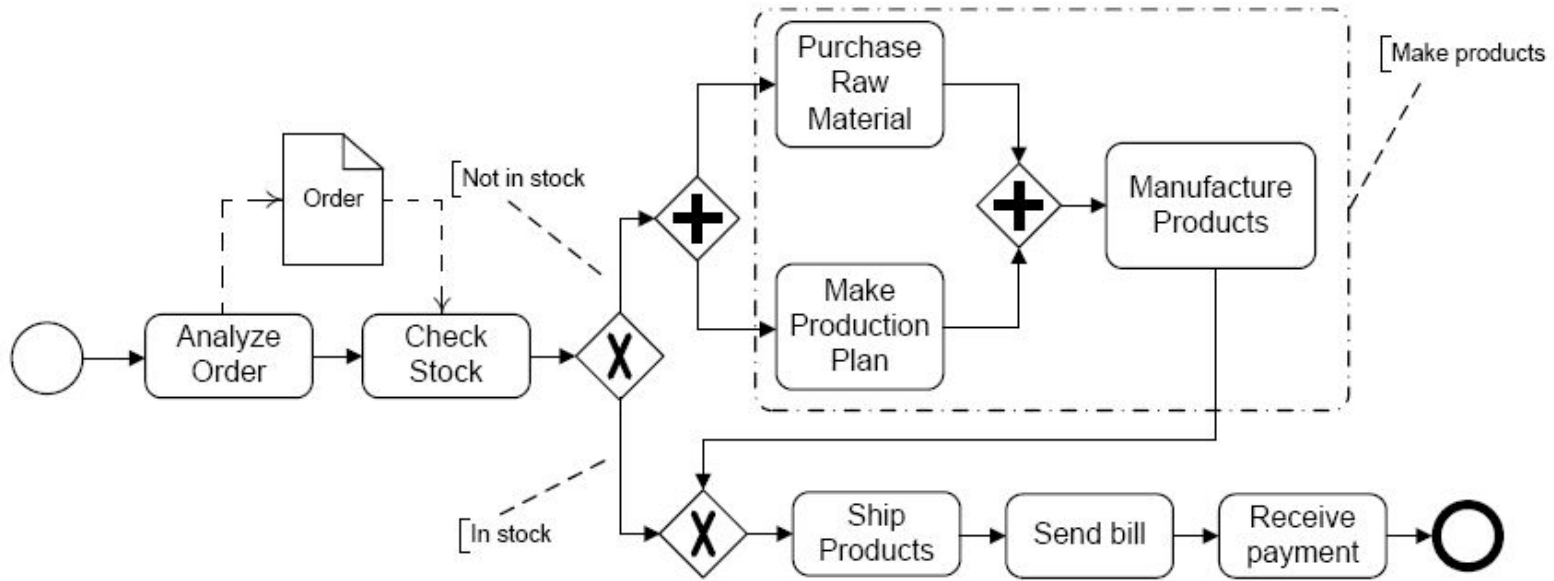 Purchase
Raw
Material
Make products
Order
Not in stock
Manufacture
Products
Analyze
Order
Check
Stock
X
Make
Production
Plan
In stock
X
Ship
Products
Send bill
Receive
payment